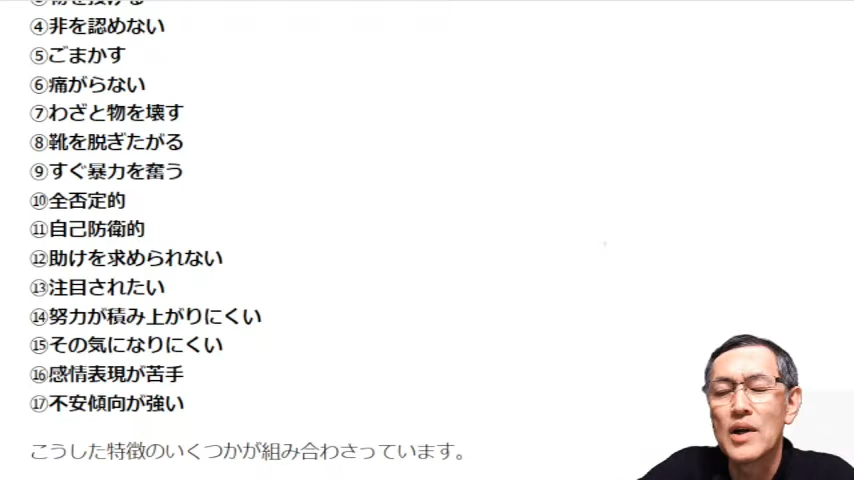 ④非を認めない
⑤ごまかす
⑥痛がらない
⑦わざと物を壊す
⑧靴を脱ぎたがる
⑨すぐ暴力を奮う
⑩全否定的
⑪自己防衛的
⑫助けを求められない
⑬注目されたい
⑭努力が積み上がりにくい
⑮その気になりにくい
⑯感情表現が苦手
⑰不安傾向が強い
こうした特徴のいくつかが組み合わさっています。